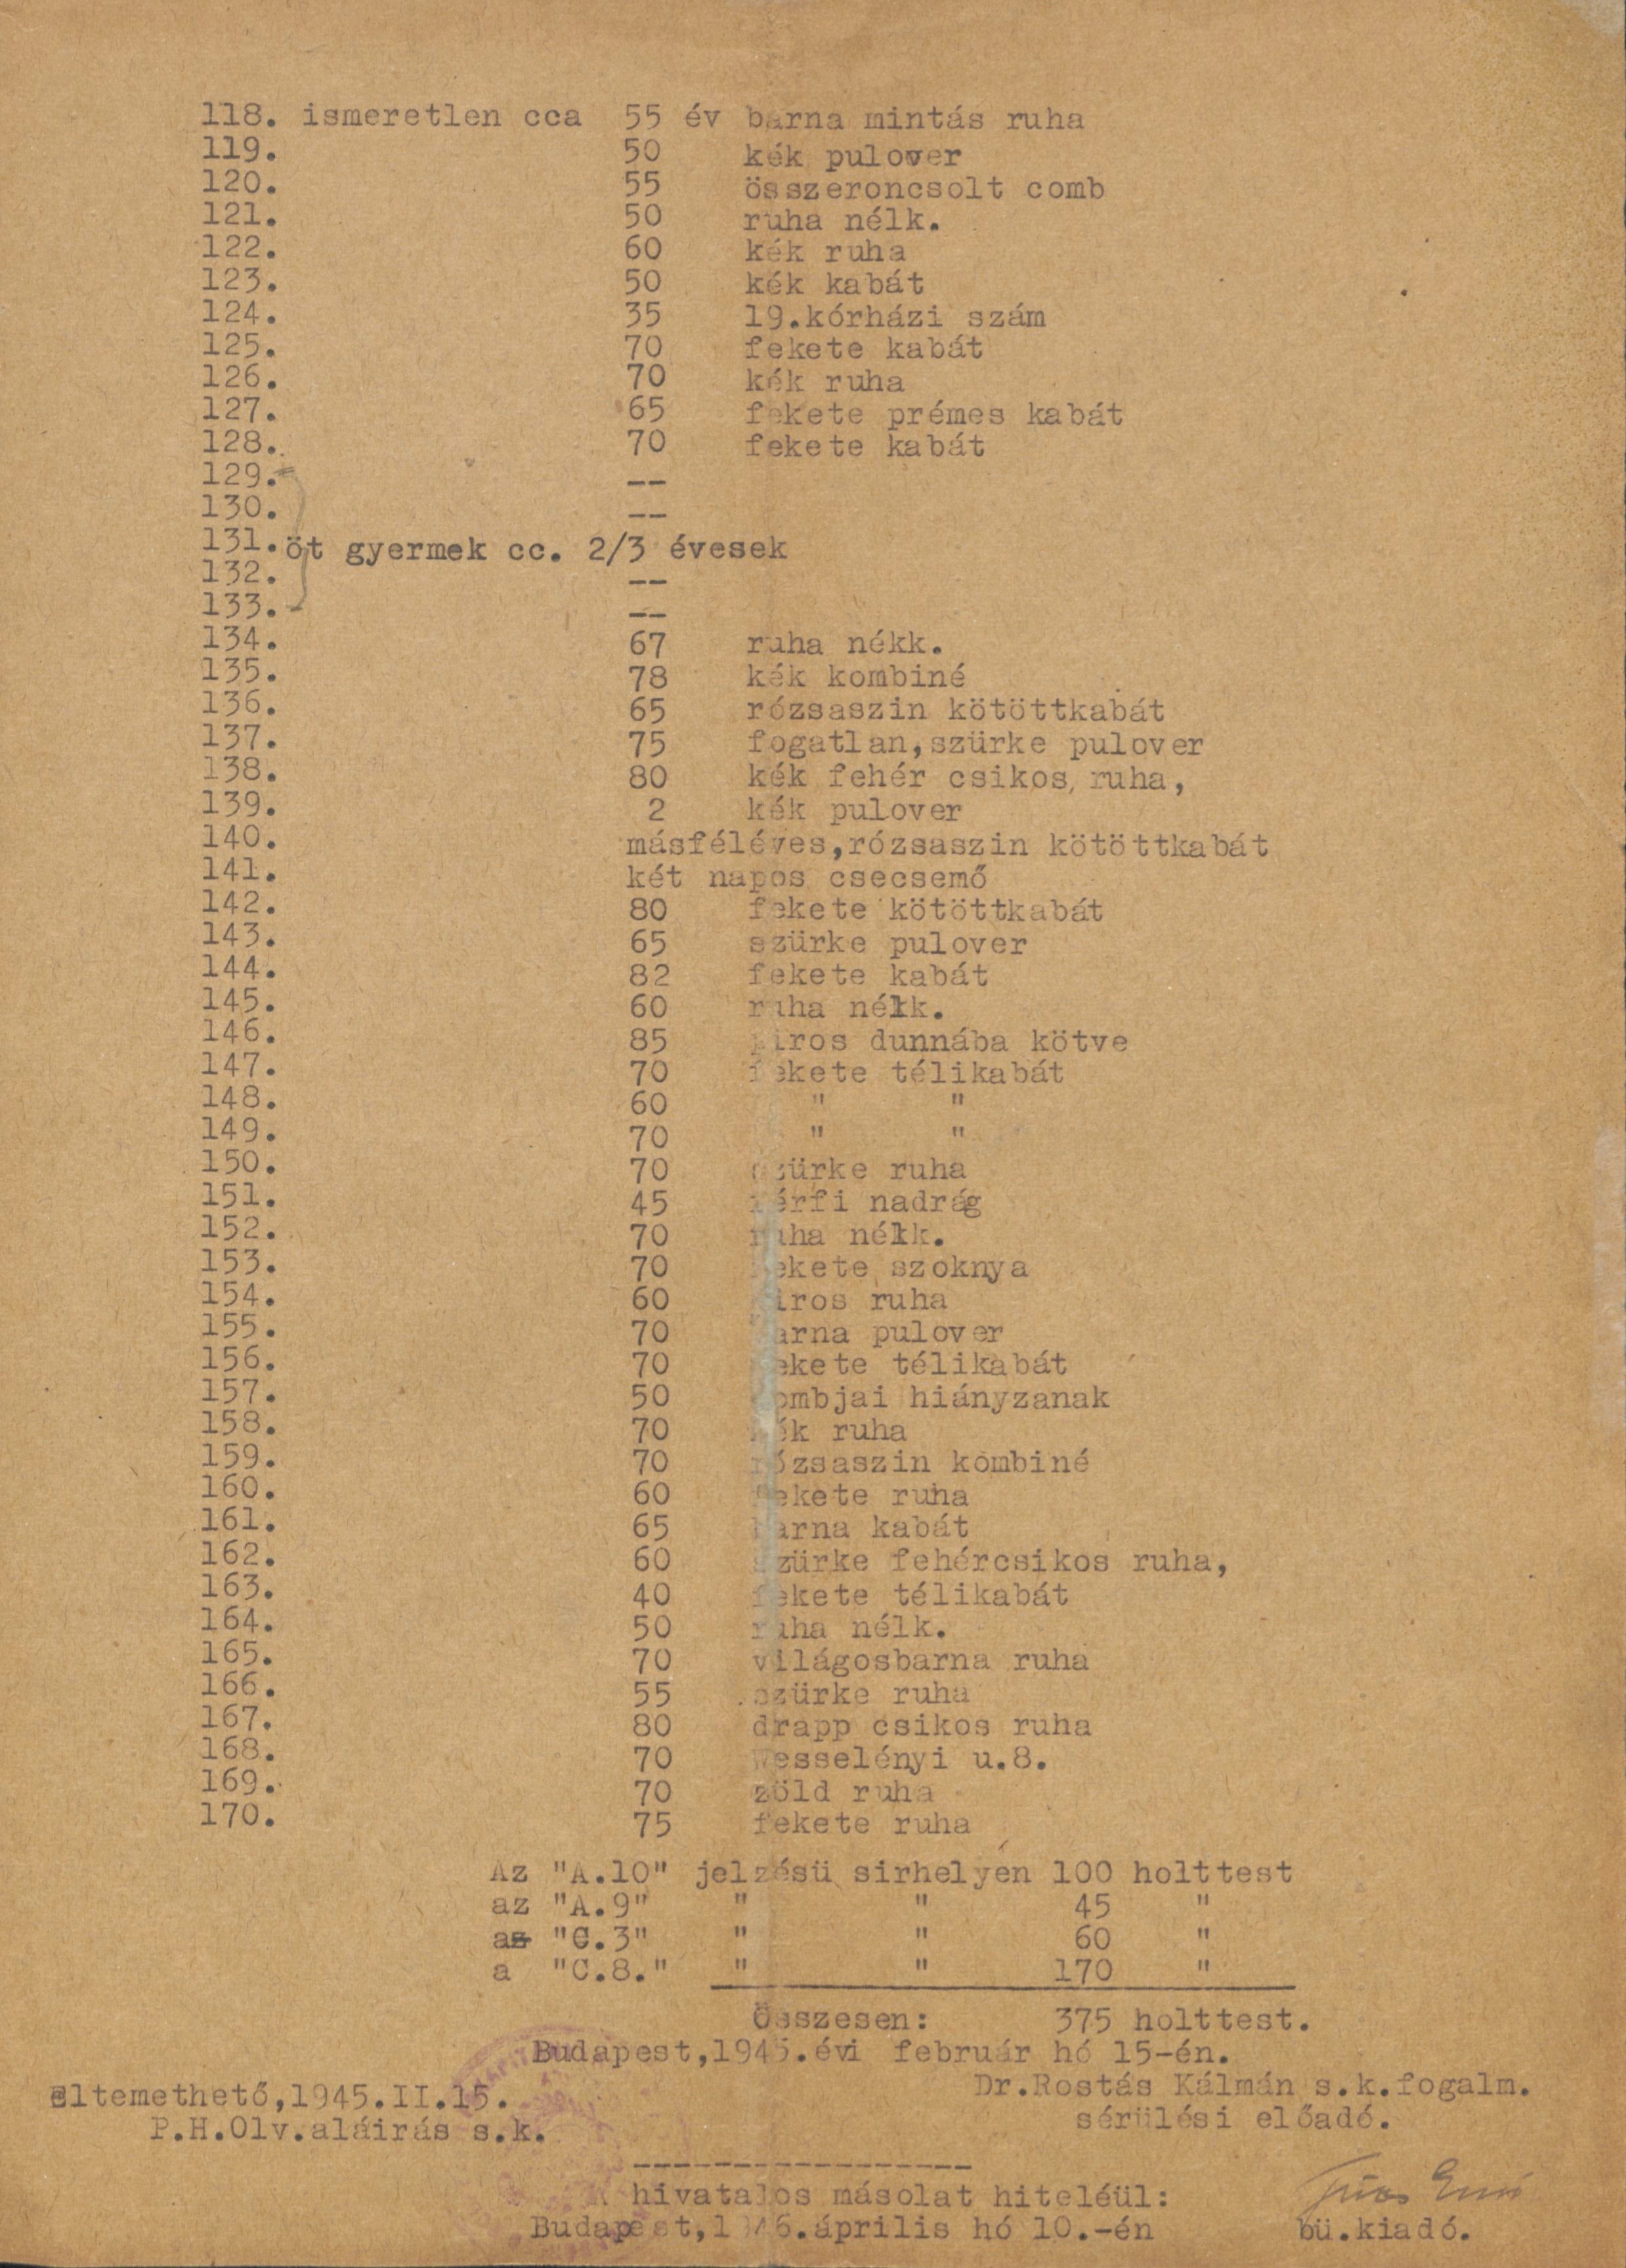 118. ismeretlen cca 55 év barna mintás ruha
119. 50 kék pulover
120. 55 összeroncsolt comb
121. 50 ruha nélk.
122. 60 kék ruha
123. 50 kék kabát
124. 35 19.kórházi szám
125. 70 fekete kabát
126. 70 kék ruha
127. 65 fekete prémes kabát
128. 70 fekete kabát
129. --
130. --
131. öt gyermek cc. 2/3 évesek
132. --
133. --
134. 67 ruha nékk.
135. 78 kék kombiné
136. 65 rózsaszin kötöttkabát
137. 75 fogatlan,szürke pulover
138. 80 kék fehér csikos, ruha,
139. 2 kék pulover
140. másféléves,rózsaszin kötöttkabát
141. két napos csecsemő
142. 80 fekete kötöttkabát
143. 65 szürke pulover
144. 82 fekete kabát
145. 60 ruha nélk.
146. 85 piros dunnába kötve
147. 70 fekete télikabát
148. 60 " "
149. 70 " "
150. 70 szürke ruha
151. 45 férfi nadrág
152. 70 ruha nélk.
153. 70 fekete szoknya
154. 60 piros ruha
155. 70 barna pulover
156. 70 fekete télikabát
157. 50 combjai hiányzanak
158. 70 kék ruha
159. 70 rózsaszin kombiné
160. 60 fekete ruha
161. 65 barna kabát
162. 60 szürke fehércsikos ruha,
163. 40 fekete télikabát
164. 50 ruha nélk.
165. 70 világosbarna ruha
166. 55 szürke ruha
167. 80 drapp csikos ruha
168. 70 Wesselényi u.8.
169. 70 zöld ruha
170. 75 fekete ruha
Az "A.10" jelzésü sirhelyen 100 holttest
az "A.9" " " 45 "
az "C.3" " " 60 "
a "C.8." " " 170 "
Összesen: 375 holttest.
Budapest,1945.évi február hó 15-én.
Eltemethető,1945.II.15. Dr.Rostás Kálmán s.k.fogalm.
P.H.Olv.aláirás s.k. sérülési előadó.
-----------------
A hivatalos másolat hiteléül:
Budapest,1946.április hó 10.-én bü.kiadó.